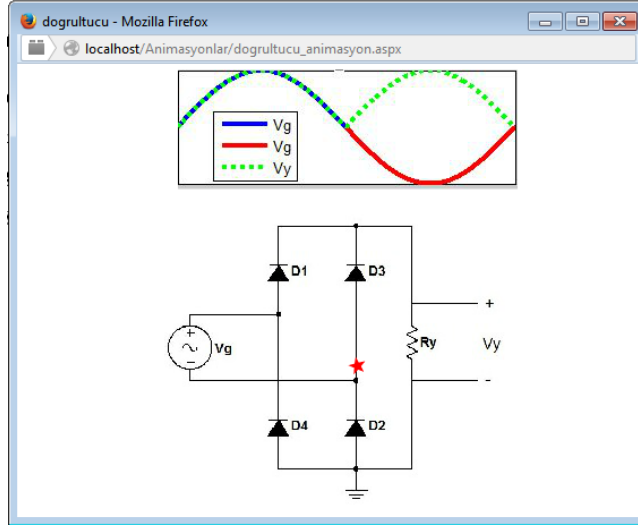 dogrultucu - Mozilla Firefox
localhost/Animasyonlar/dogrultucu_animasyon.aspx
Vg
Vg
Vy
D1
D3
+
+
Vg
Ry
Vy
-
D4
D2